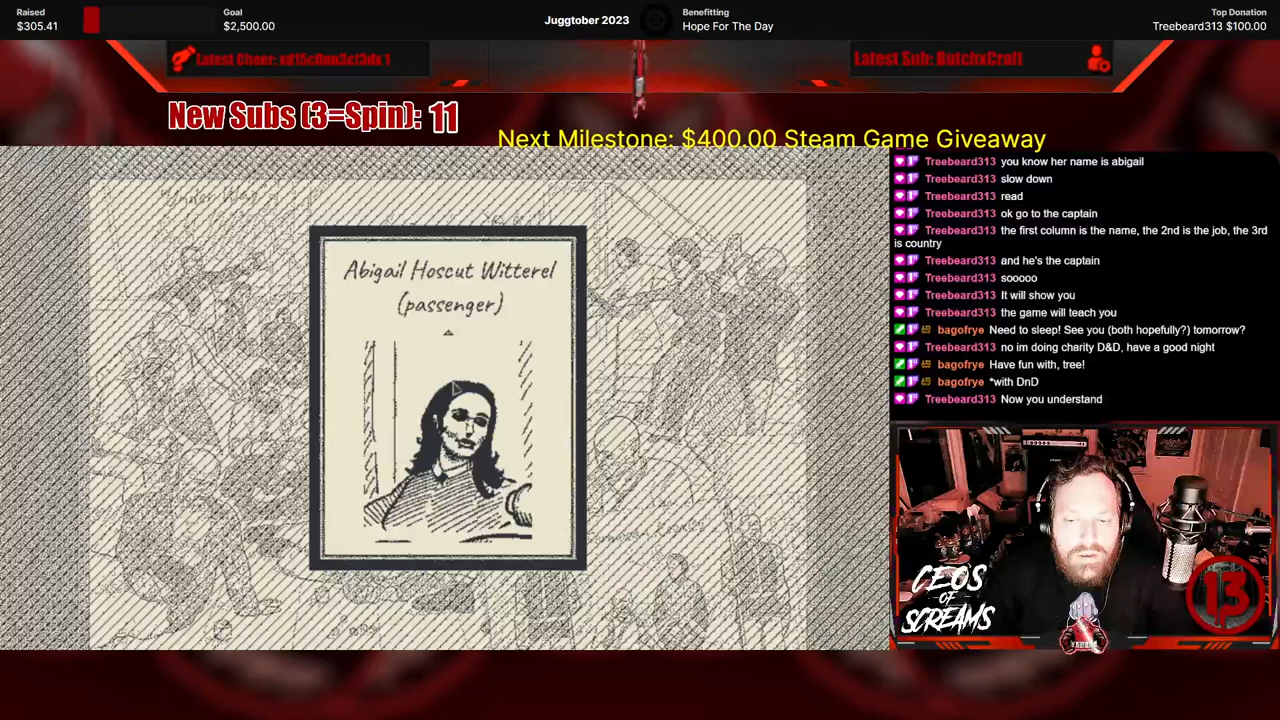 Raised
$305.41
Goal
$2,500.00
Juggtober 2023
Benefitting
Hope For The Day
Top Donation
Treebeard313 $100.00
Latest Cheer: xd15c0nn3ct3dx 1
Latest Sub: ButchxCraft
New Subs (3=Spin): 11
Next Milestone: $400.00 Steam Game Giveaway
Abigail Hoscut Witterel
(passenger)
Treebeard313 you know her name is abigail
Treebeard313 slow down
Treebeard313 read
Treebeard313 ok go to the captain
Treebeard313 the first column is the name, the 2nd is the job, the 3rd
is country
Treebeard313 and he's the captain
Treebeard313 sooooo
Treebeard313 It will show you
Treebeard313 the game will teach you
bagofrye Need to sleep! See you (both hopefully?) tomorrow?
Treebeard313 no im doing charity D&D, have a good night
bagofrye Have fun with, tree!
bagofrye *with DnD
Treebeard313 Now you understand
CEOS
OF
SCREAMS
13